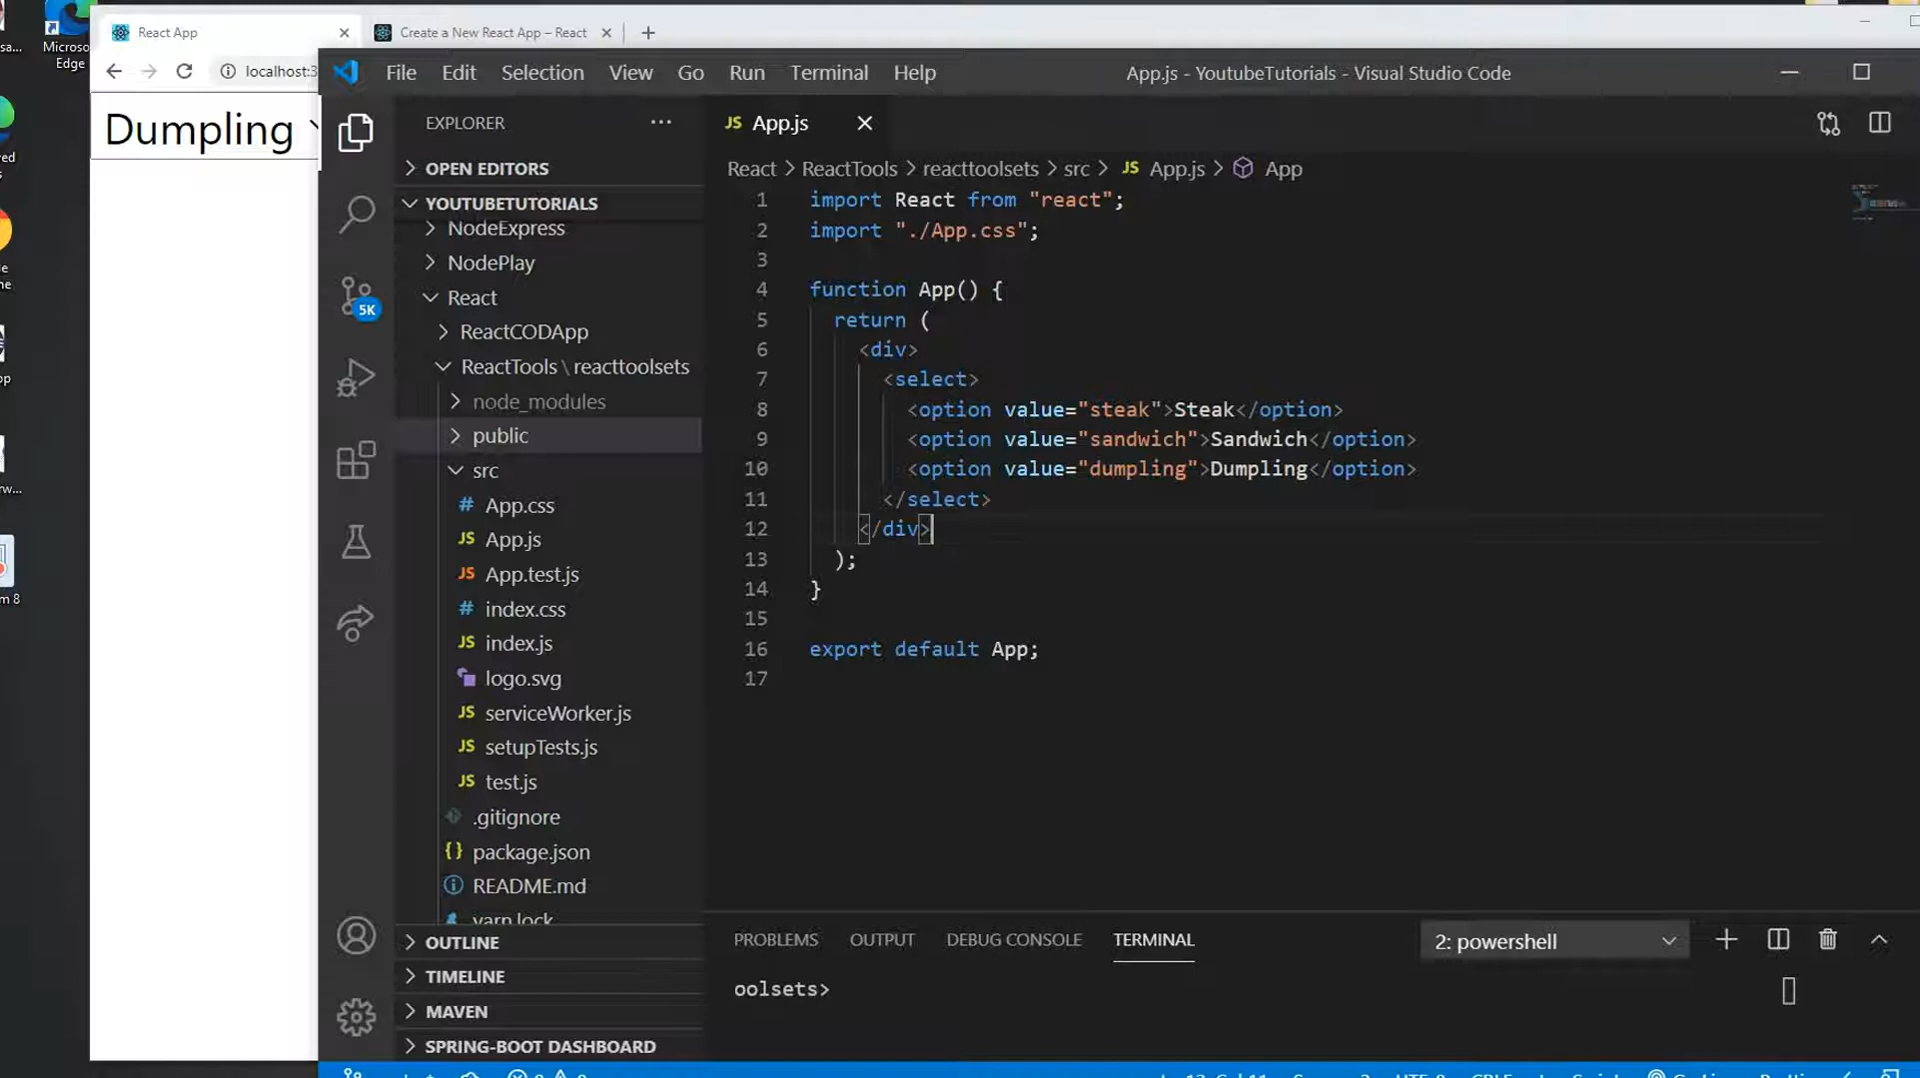 sa...
Microso
Edge
React App
Create a New React App – React
localhost:3
Dumpling
File Edit Selection View Go Run Terminal Help
App.js - YoutubeTutorials - Visual Studio Code
EXPLORER
OPEN EDITORS
YOUTUBETUTORIALS
NodeExpress
NodePlay
React
ReactCODApp
ReactTools \ reacttoolsets
node_modules
public
src
App.css
App.js
App.test.js
index.css
index.js
logo.svg
serviceWorker.js
setupTests.js
test.js
.gitignore
package.json
README.md
yarn.lock
OUTLINE
TIMELINE
MAVEN
SPRING-BOOT DASHBOARD
5K
JS App.js
React > ReactTools > reacttoolsets > src > JS App.js > App
1 import React from "react";
2 import "./App.css";
3
4 function App() {
5 return (
6 <div>
7 <select>
8 <option value="steak">Steak</option>
9 <option value="sandwich">Sandwich</option>
10 <option value="dumpling">Dumpling</option>
11 </select>
12 </div>
13 );
14 }
15
16 export default App;
17
PROBLEMS OUTPUT DEBUG CONSOLE TERMINAL
2: powershell
oolsets>